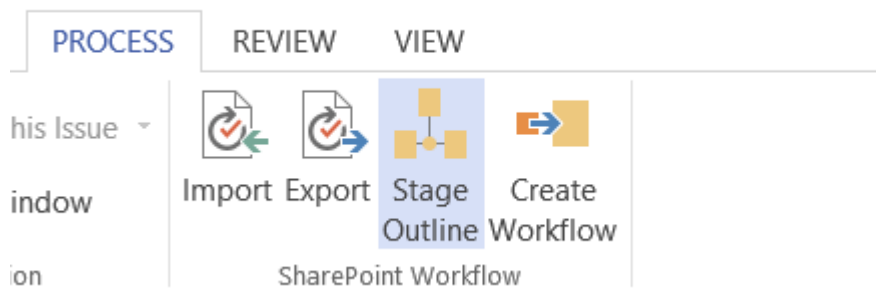 PROCESS REVIEW VIEW
his Issue
Import Export Stage Create
indow
Outline Workflow
ion SharePoint Workflow